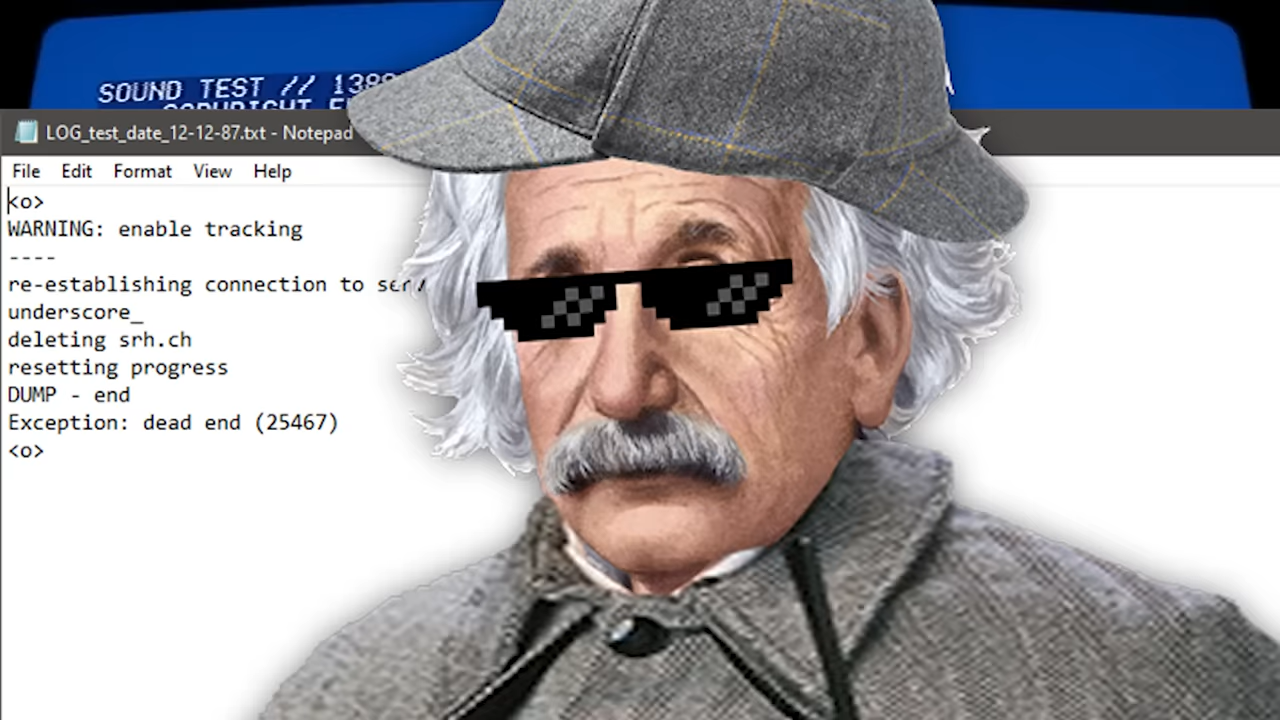 SOUND TEST // 138
COPYRIGHT
LOG_test_date_12-12-87.txt - Notepad
File Edit Format View Help
<o>
WARNING: enable tracking
----
re-establishing connection to
underscore_
deleting srh.ch
resetting progress
DUMP - end
Exception: dead end (25467)
<o>